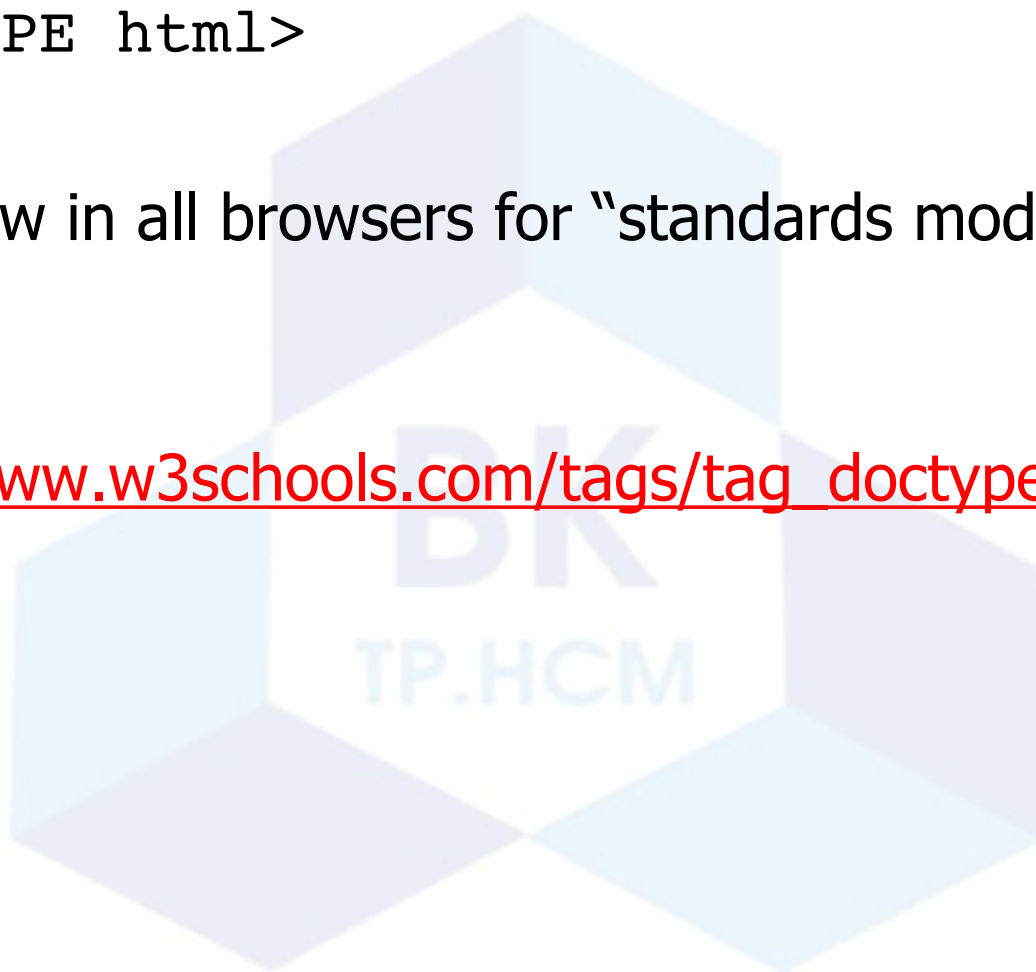 PE html>
w in all browsers for “standards mod
ww.w3schools.com/tags/tag_doctype
BK
TP.HCM